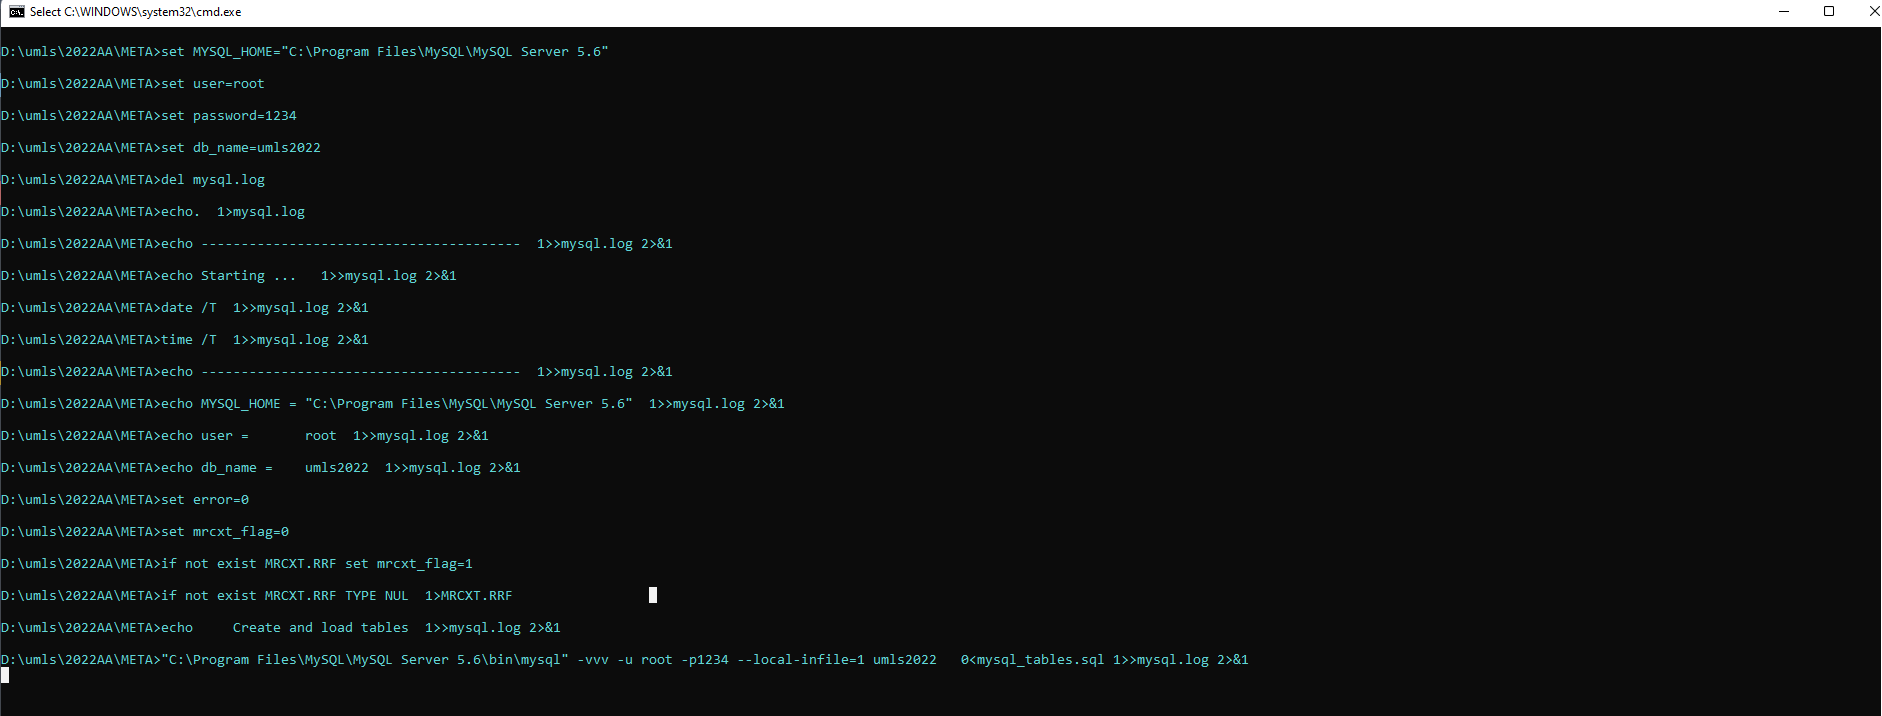 Select C:\WINDOWS\system32\cmd.exe
D:\umls\2022AA\META>set MYSQL_HOME="C:\Program Files\MySQL\MySQL Server 5.6"
D:\umls\2022AA\META>set user=root
D:\umls\2022AA\META>set password=1234
D:\umls\2022AA\META>set db_name=umls2022
D:\umls\2022AA\META>del mysql.log
D:\umls\2022AA\META>echo.  1>mysql.log
D:\umls\2022AA\META>echo ----------------------------------------  1>>mysql.log 2>&1
D:\umls\2022AA\META>echo Starting ...   1>>mysql.log 2>&1
D:\umls\2022AA\META>date /T  1>>mysql.log 2>&1
D:\umls\2022AA\META>time /T  1>>mysql.log 2>&1
D:\umls\2022AA\META>echo ----------------------------------------  1>>mysql.log 2>&1
D:\umls\2022AA\META>echo MYSQL_HOME = "C:\Program Files\MySQL\MySQL Server 5.6"  1>>mysql.log 2>&1
D:\umls\2022AA\META>echo user =       root  1>>mysql.log 2>&1
D:\umls\2022AA\META>echo db_name =    umls2022  1>>mysql.log 2>&1
D:\umls\2022AA\META>set error=0
D:\umls\2022AA\META>set mrcxt_flag=0
D:\umls\2022AA\META>if not exist MRCXT.RRF set mrcxt_flag=1
D:\umls\2022AA\META>if not exist MRCXT.RRF TYPE NUL  1>MRCXT.RRF
D:\umls\2022AA\META>echo     Create and load tables  1>>mysql.log 2>&1
D:\umls\2022AA\META>"C:\Program Files\MySQL\MySQL Server 5.6\bin\mysql" -vvv -u root -p1234 --local-infile=1 umls2022   0<mysql_tables.sql 1>>mysql.log 2>&1